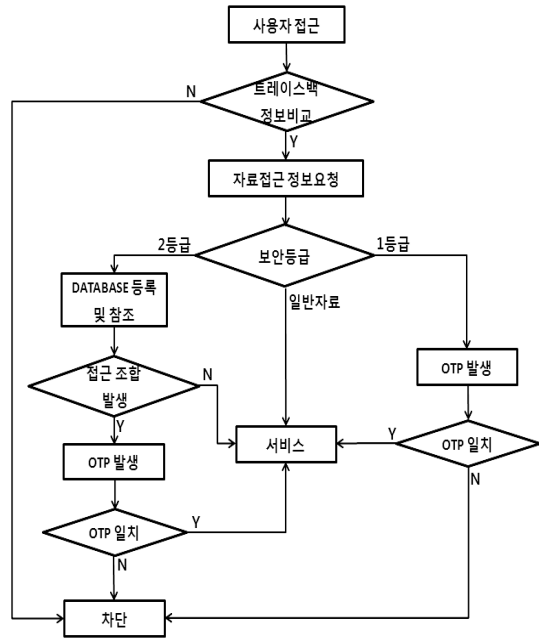 사용자 접근
N
트레이스백
정보비교
Y
자료접근 정보요청
2등급
보안등급
1등급
DATABASE 등록
및 참조
일반자료
접근 조합
발생
N
OTP 발생
Y
OTP 발생
서비스
Y
OTP 일치
N
OTP 일치
Y
N
차단